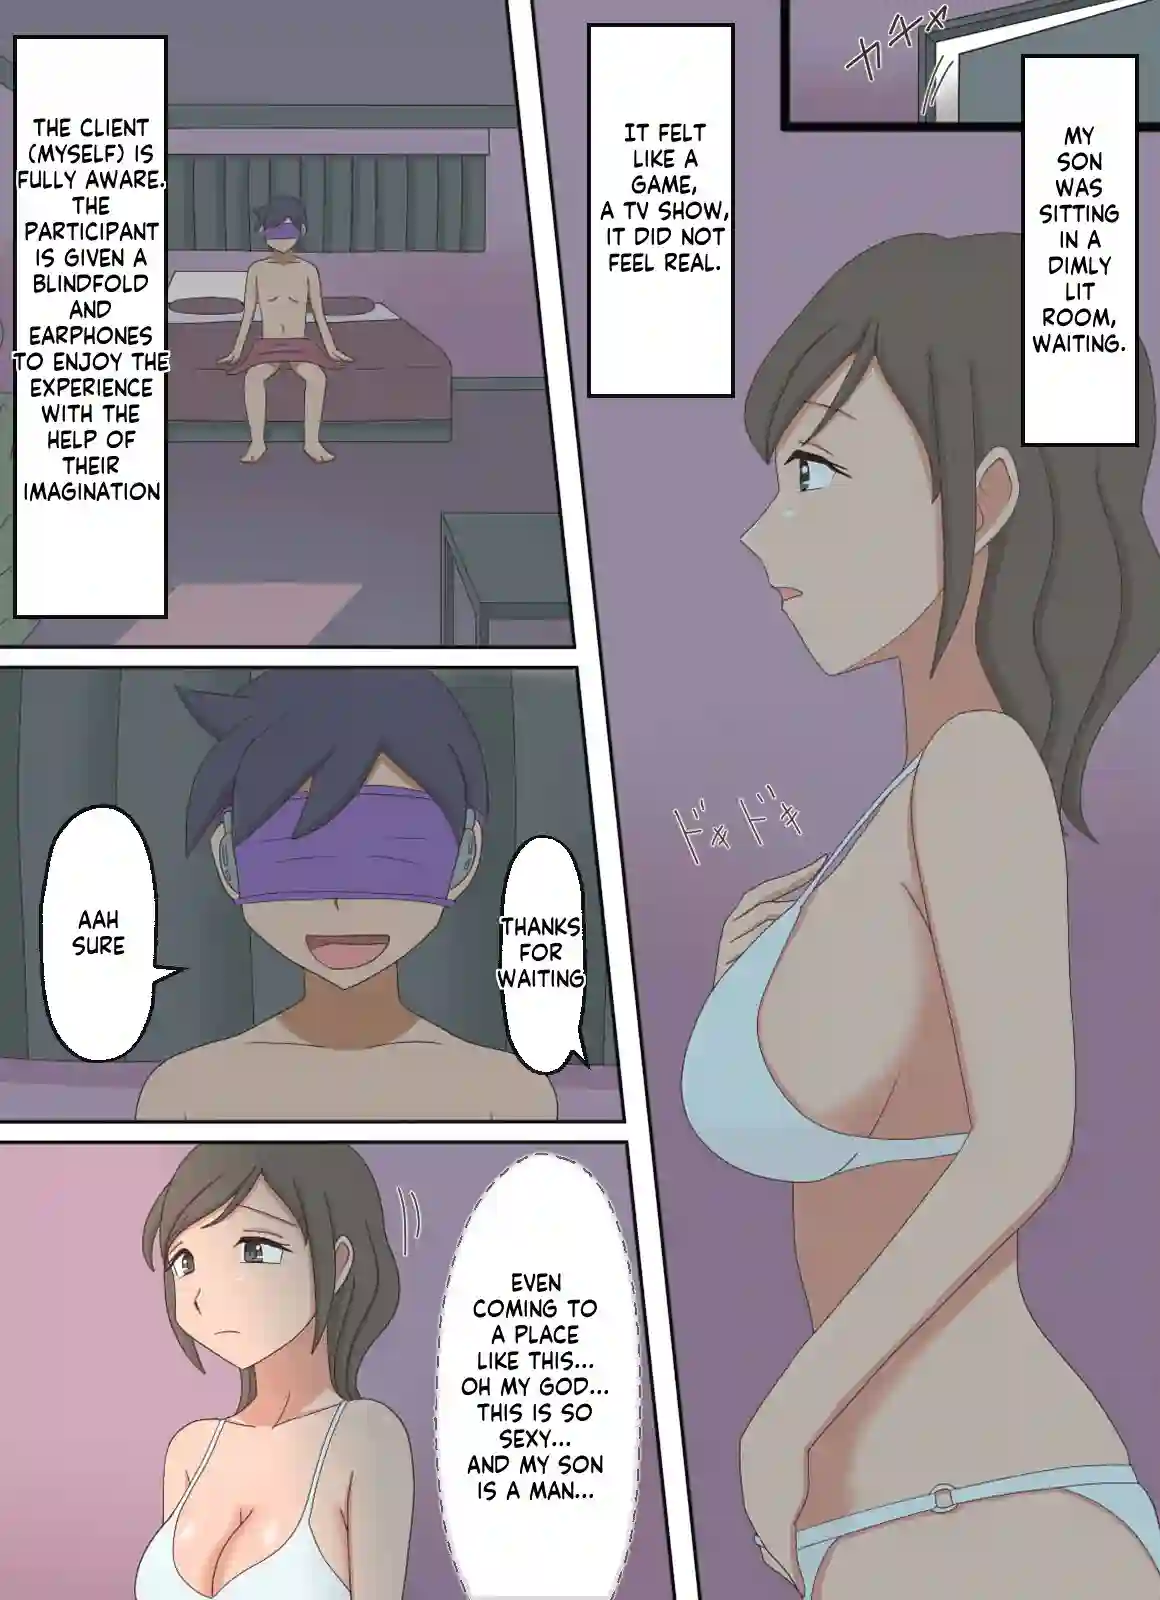 カチャ
MY
SON
WAS
SITTING
IN A
DIMLY
LIT
ROOM,
WAITING.
IT FELT
LIKE A
GAME,
A TV SHOW,
IT DID NOT
FEEL REAL.
ドキドキ
THE CLIENT
(MYSELF) IS
FULLY AWARE.
THE
PARTICIPANT
IS GIVEN A
BLINDFOLD
AND
EARPHONES
TO ENJOY THE
EXPERIENCE
WITH THE
HELP OF
THEIR
IMAGINATION
THANKS
FOR
WAITING
AAH
SURE
EVEN
COMING TO
A PLACE
LIKE THIS...
OH MY GOD...
THIS IS SO
SEXY...
AND MY SON
IS A MAN...